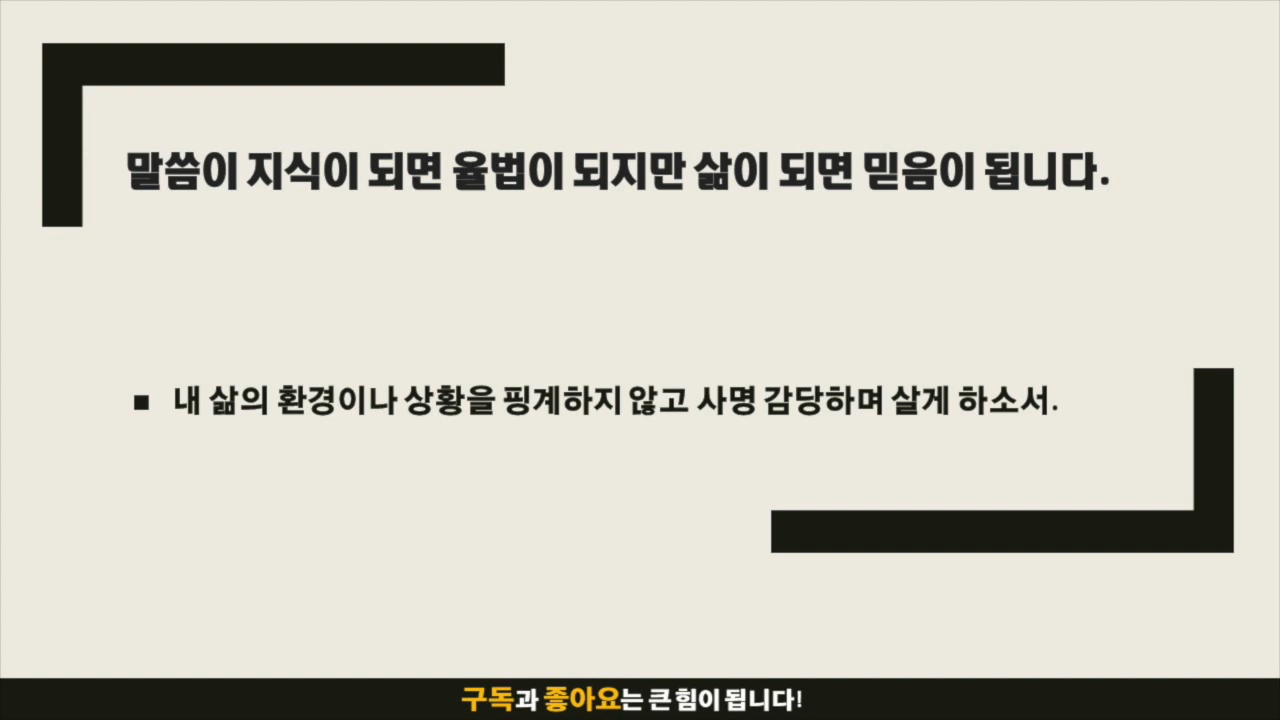 말씀이 지식이 되면 율법이 되지만 삶이 되면 믿음이 됩니다.
■ 내 삶의 환경이나 상황을 핑계하지 않고 사명 감당하며 살게 하소서.
구독과 좋아요는 큰 힘이 됩니다!